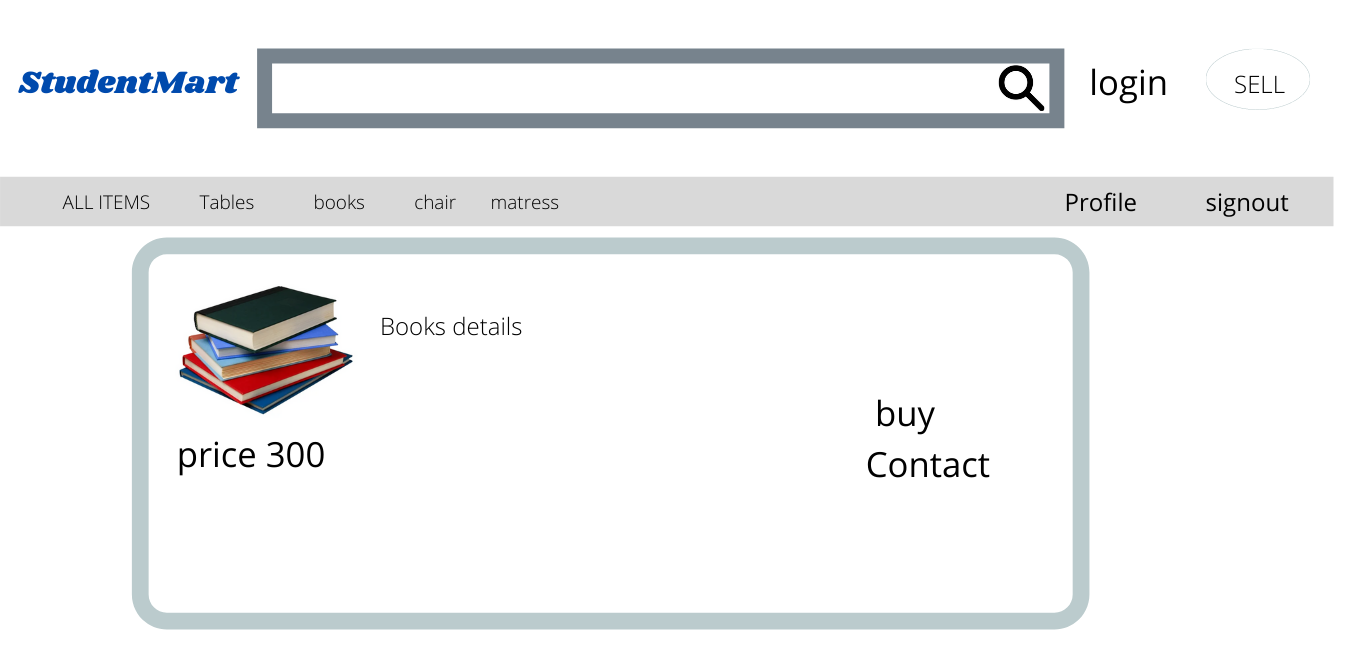 StudentMart
login
SELL
ALL ITEMS Tables books chair matress Profile signout
Books details
buy
price 300
Contact